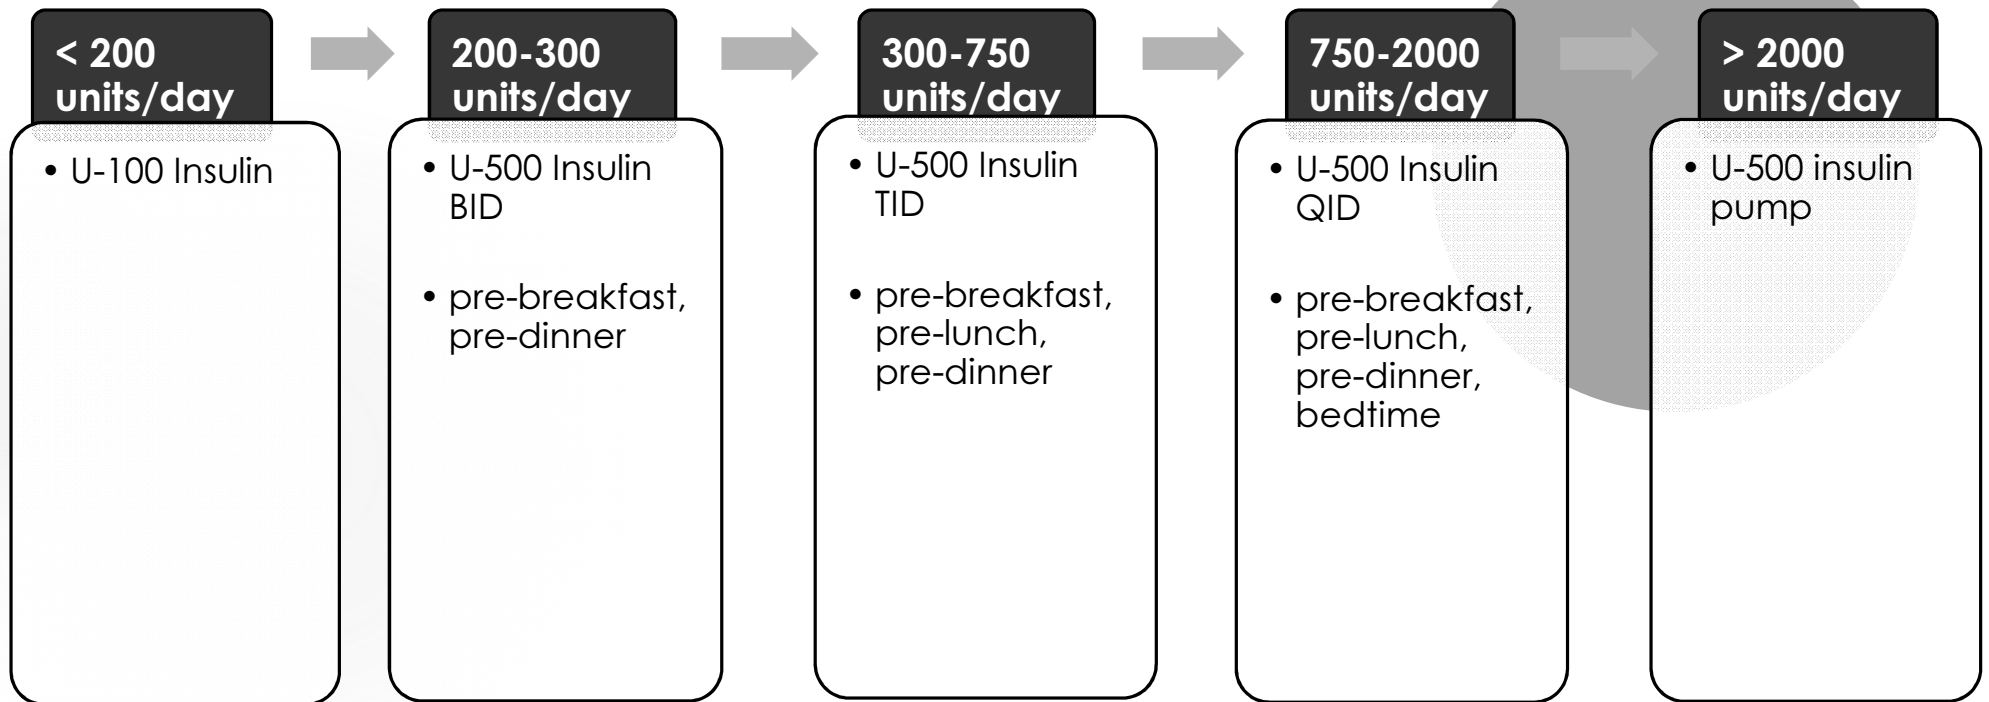 < 200
units/day
• U-100 Insulin
200-300
units/day
• U-500 Insulin
BID
• pre-breakfast,
pre-dinner
300-750
units/day
• U-500 Insulin
TID
• pre-breakfast,
pre-lunch,
pre-dinner
750-2000
units/day
• U-500 Insulin
QID
• pre-breakfast,
pre-lunch,
pre-dinner,
bedtime
> 2000
units/day
• U-500 insulin
pump